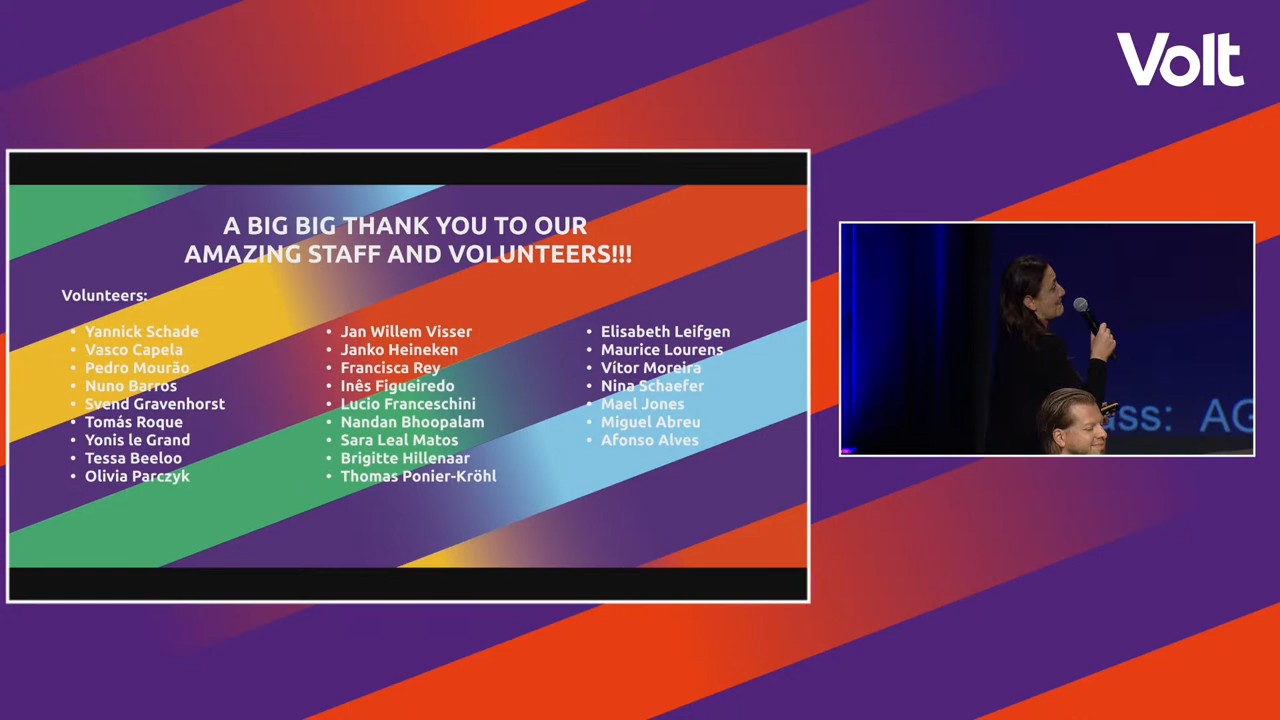 Volt
A BIG BIG THANK YOU TO OUR
AMAZING STAFF AND VOLUNTEERS!!!
Volunteers:
• Yannick Schade
• Vasco Capela
• Pedro Mourão
• Nuno Barros
• Svend Gravenhorst
• Tomás Roque
• Yonis le Grand
• Tessa Beeloo
• Olivia Parczyk
• Jan Willem Visser
• Janko Heineken
• Francisca Rey
• Inês Figueiredo
• Lucio Franceschini
• Nandan Bhoopalam
• Sara Leal Matos
• Brigitte Hillenaar
• Thomas Ponier-Kröhl
• Elisabeth Leifgen
• Maurice Lourens
• Vítor Moreira
• Nina Schaefer
• Mael Jones
• Miguel Abreu
• Afonso Alves
ass: AG